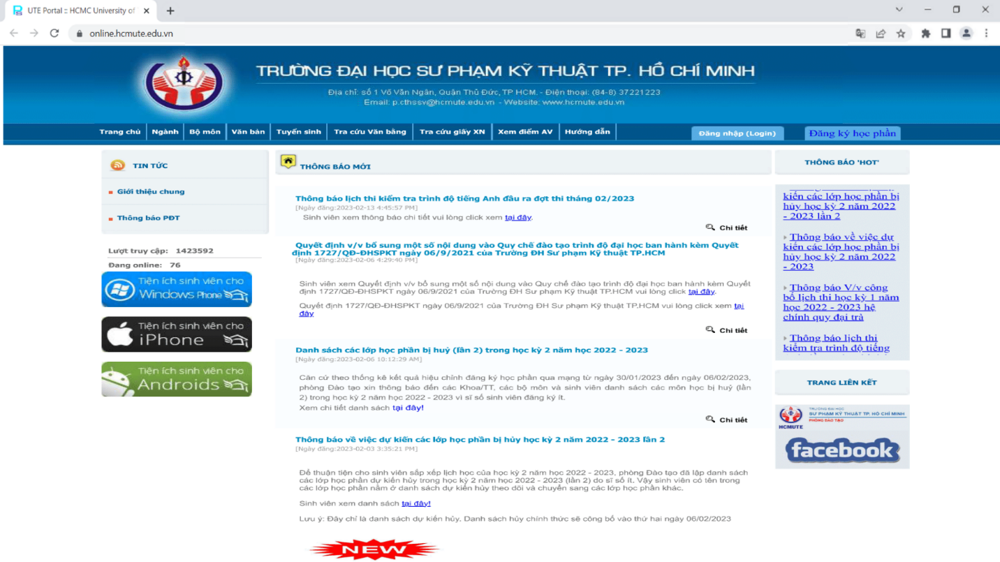 UTE Portal :: HCMC University of
online.hcmute.edu.vn
TRƯỜNG ĐẠI HỌC SƯ PHẠM KỸ THUẬT TP. HỒ CHÍ MINH
Địa chỉ: số 1 Võ Văn Ngân, Quận Thủ Đức, TP HCM. - Điện thoại: (84-8) 37221223
Email: p.cthssv@hcmute.edu.vn - Website: www.hcmute.edu.vn
Trang chủ Ngành Bộ môn Văn bản Tuyển sinh Tra cứu Văn bằng Tra cứu giấy XN Xem điểm AV Hướng dẫn Đăng nhập (Login) Đăng ký học phần
TIN TỨC
Giới thiệu chung
Thông báo PĐT
Lượt truy cập: 1423592
Đang online: 76
Tiện ích sinh viên cho
Windows Phone
Tiện ích sinh viên cho
iPhone
Tiện ích sinh viên cho
Androids
THÔNG BÁO MỚI
Thông báo lịch thi kiểm tra trình độ tiếng Anh đầu ra đợt thi tháng 02/2023
[Ngày đăng:2023-02-13 4:45:57 PM]
Sinh viên xem thông báo chi tiết vui lòng click xem tại đây.
Chi tiết
Quyết định v/v bổ sung một số nội dung vào Quy chế đào tạo trình độ đại học ban hành kèm Quyết
định 1727/QĐ-ĐHSPKT ngày 06/9/2021 của Trường ĐH Sư phạm Kỹ thuật TP.HCM
[Ngày đăng:2023-02-06 4:29:40 PM]
Sinh viên xem Quyết định v/v bổ sung một số nội dung vào Quy chế đào tạo trình độ đại học ban hành kèm Quyết
định 1727/QĐ-ĐHSPKT ngày 06/9/2021 của Trường ĐH Sư phạm Kỹ thuật TP.HCM vui lòng click tại đây.
Quyết định 1727/QĐ-ĐHSPKT ngày 06/9/2021 của Trường ĐH Sư phạm Kỹ thuật TP.HCM vui lòng click xem tại
đây
Chi tiết
Danh sách các lớp học phần bị huỷ (lần 2) trong học kỳ 2 năm học 2022 - 2023
[Ngày đăng:2023-02-06 10:12:29 AM]
Căn cứ theo thống kê kết quả hiệu chỉnh đăng ký học phần qua mạng từ ngày 30/01/2023 đến ngày 06/02/2023,
phòng Đào tạo xin thông báo đến các Khoa/TT, các bộ môn và sinh viên danh sách các môn học bị huỷ (lần
2) trong học kỳ 2 năm học 2022 - 2023 vì sĩ số sinh viên đăng ký ít.
Xem chi tiết danh sách tại đây!
Chi tiết
Thông báo về việc dự kiến các lớp học phần bị hủy học kỳ 2 năm 2022 - 2023 lần 2
[Ngày đăng:2023-02-03 3:35:21 PM]
Để thuận tiện cho sinh viên sắp xếp lịch học của học kỳ 2 năm học 2022 - 2023, phòng Đào tạo đã lập danh sách
các lớp học phần dự kiến hủy trong học kỳ 2 năm học 2022 - 2023 (lần 2) do sĩ số ít. Vậy sinh viên có tên trong
các lớp học phần nằm ở danh sách dự kiến hủy theo dõi và chuyển sang các lớp học phần khác.
Sinh viên xem danh sách tại đây!
Lưu ý: Đây chỉ là danh sách dự kiến hủy. Danh sách hủy chính thức sẽ công bố vào thứ hai ngày 06/02/2023
NEW
THÔNG BÁO 'HOT'
kiến các lớp học phần bị
hủy học kỳ 2 năm 2022
- 2023 lần 2
Thông báo về việc dự
kiến các lớp học phần bị
hủy học kỳ 2 năm 2022
- 2023
Thông báo V/v công
bố lịch thi học kỳ 1 năm
học 2022 - 2023 hệ
chính quy đại trà
Thông báo lịch thi
kiểm tra trình độ tiếng
TRANG LIÊN KẾT
TRƯỜNG ĐẠI HỌC
SƯ PHẠM KỸ THUẬT TP. HỒ CHÍ MINH
PHÒNG ĐÀO TẠO
HCMUTE
facebook